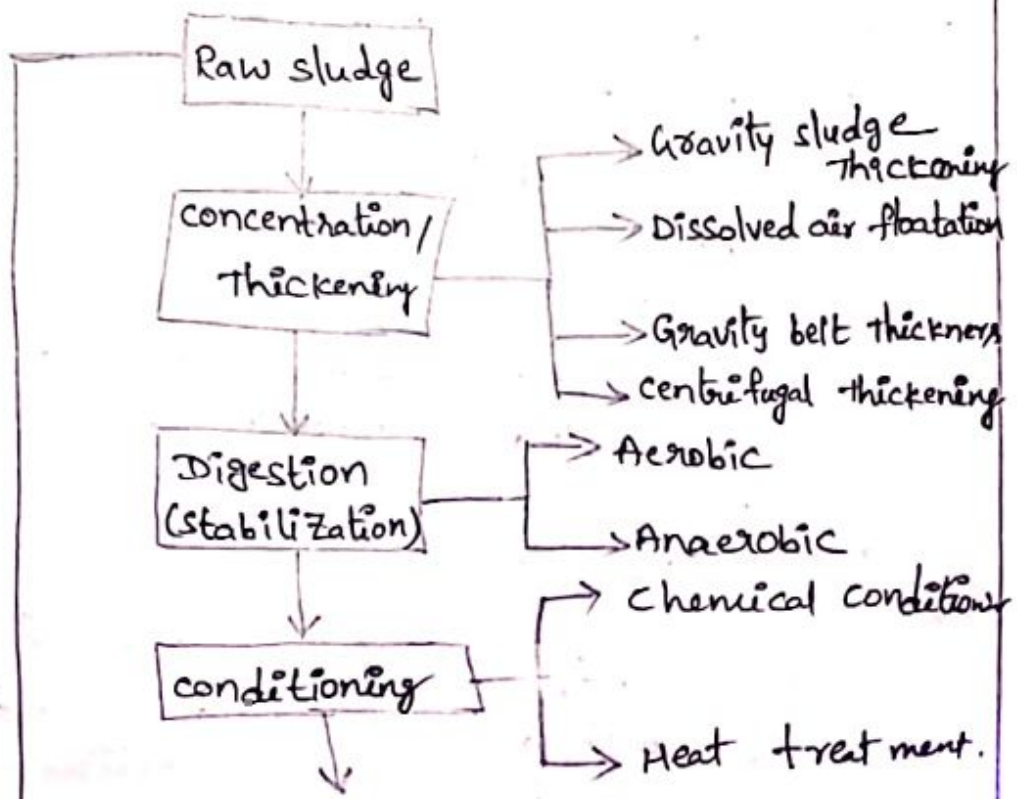 Raw sludge
Gravity sludge
Thickening
concentration/
Thickening
Dissolved air floatation
Gravity belt thickners
centrifugal thickening
Digestion
(stabilization)
Aerobic
Anaerobic
conditioning
Chemical conditions
Heat treatment.